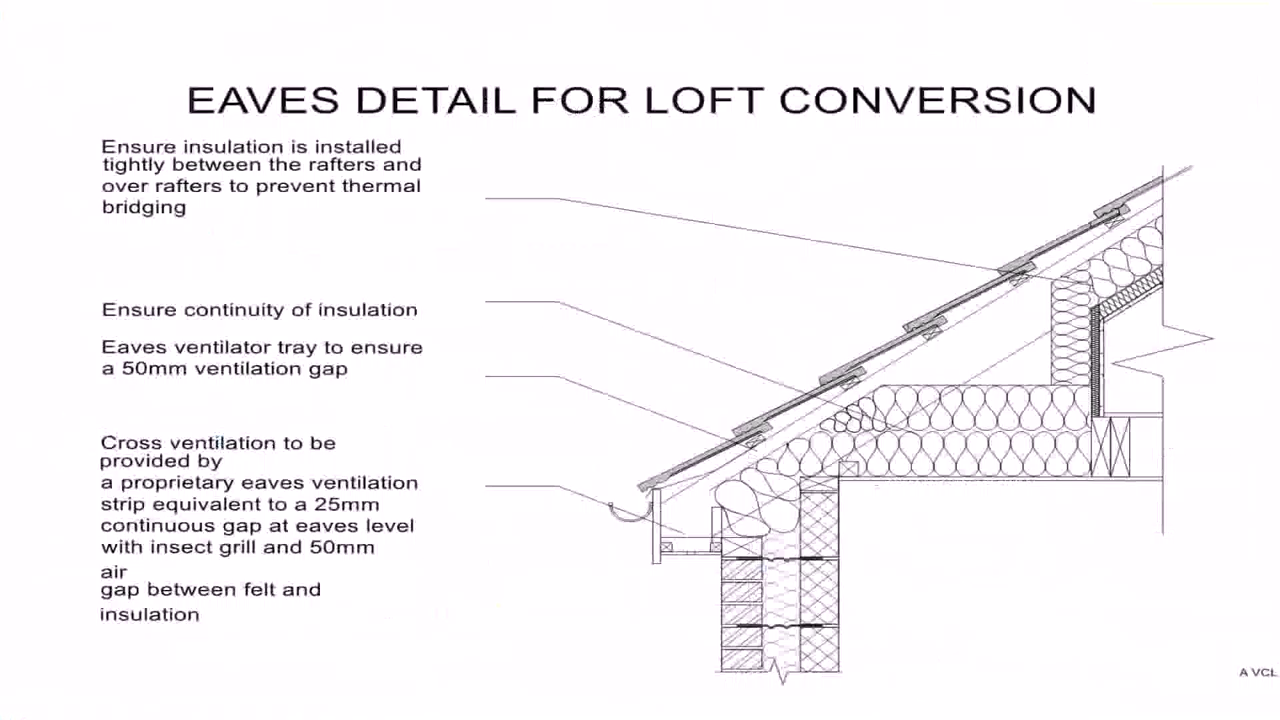 EAVES DETAIL FOR LOFT CONVERSION
Ensure insulation is installed
tightly between the rafters and
over rafters to prevent thermal
bridging
Ensure continuity of insulation
Eaves ventilator tray to ensure
a 50mm ventilation gap
Cross ventilation to be
provided by
a proprietary eaves ventilation
strip equivalent to a 25mm
continuous gap at eaves level
with insect grill and 50mm
air
gap between felt and
insulation
A VCL